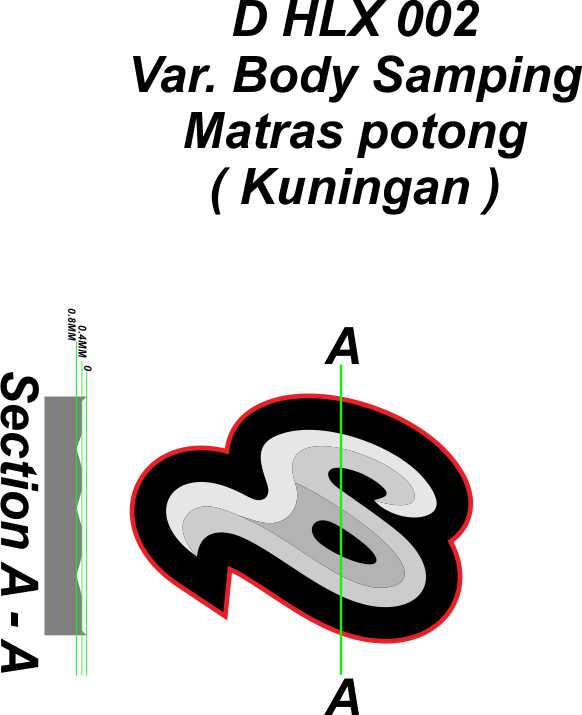 D HLX 002
Var. Body Samping
Matras potong
( Kuningan )
A
0.8MM
0.4MM
0
Section A - A
A